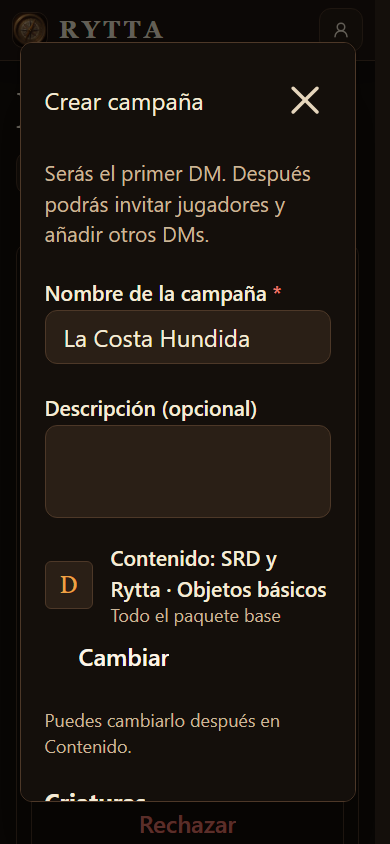 RYTTA
Crear campaña
Serás el primer DM. Después
podrás invitar jugadores y
añadir otros DMs.
Nombre de la campaña *
La Costa Hundida
Descripción (opcional)
D
Contenido: SRD y
Rytta · Objetos básicos
Todo el paquete base
Cambiar
Puedes cambiarlo después en
Contenido.
Criaturas
Rechazar